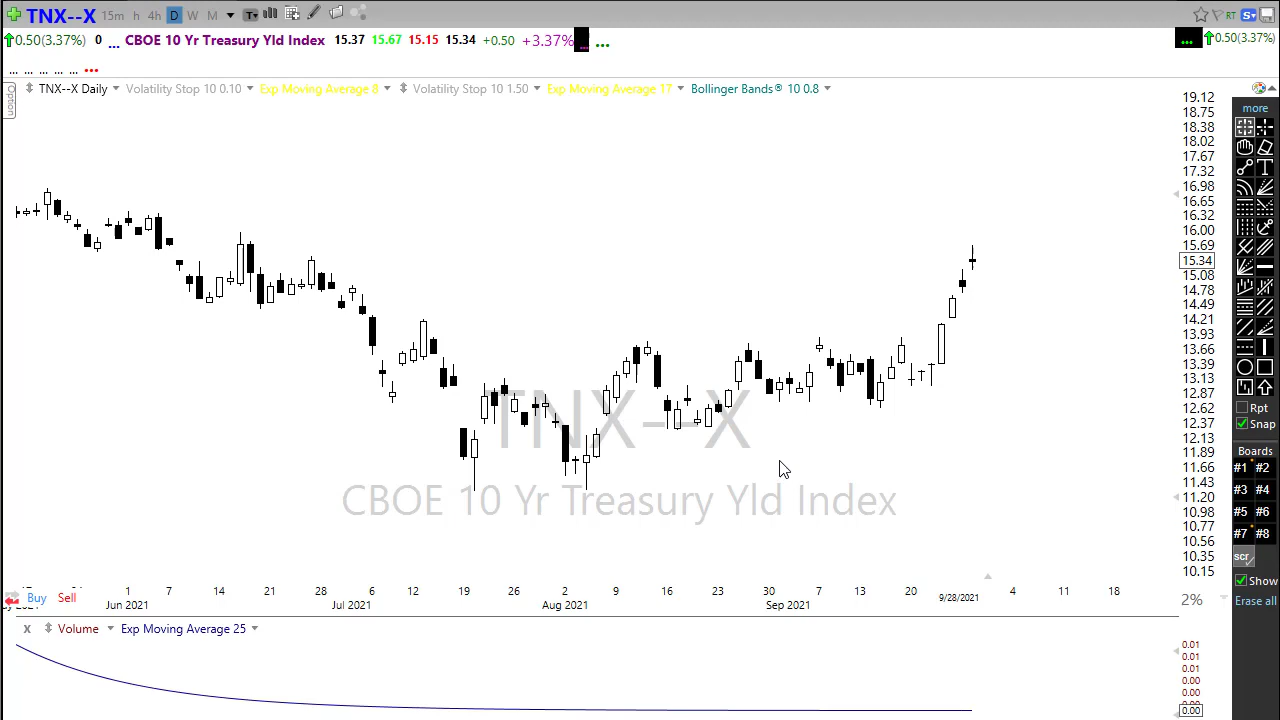 TNX--X 15m h 4h D W M T RT S
0.50(3.37%) 0 ... CBOE 10 Yr Treasury Yld Index 15.37 15.67 15.15 15.34 +0.50 +3.37% ... ... ... 0.50(3.37%)
... ... ... ... ... ...
Option
TNX--X Daily Volatility Stop 10 0.10 Exp Moving Average 8 Volatility Stop 10 1.50 Exp Moving Average 17 Bollinger Bands® 10 0.8
19.12
18.75
18.38
18.02
17.67
17.32
16.98
16.65
16.32
16.00
15.69
15.34
15.08
14.78
14.49
14.21
13.93
13.66
13.39
13.13
12.87
12.62
12.37
12.13
11.89
11.66
11.43
11.20
10.98
10.77
10.56
10.35
10.15
more
T
Rpt
Snap
Boards
#1 #2
#3 #4
#5 #6
#7 #8
scr
Show
Erase all
TNX--X
CBOE 10 Yr Treasury Yld Index
1 7 14 21 28 6 12 19 26 2 9 16 23 30 7 13 20 9/28/2021 4 11 18
Buy Sell
2021 Jun 2021 Jul 2021 Aug 2021 Sep 2021
2%
x Volume Exp Moving Average 25
0.01
0.01
0.01
0.00
0.00
0.00